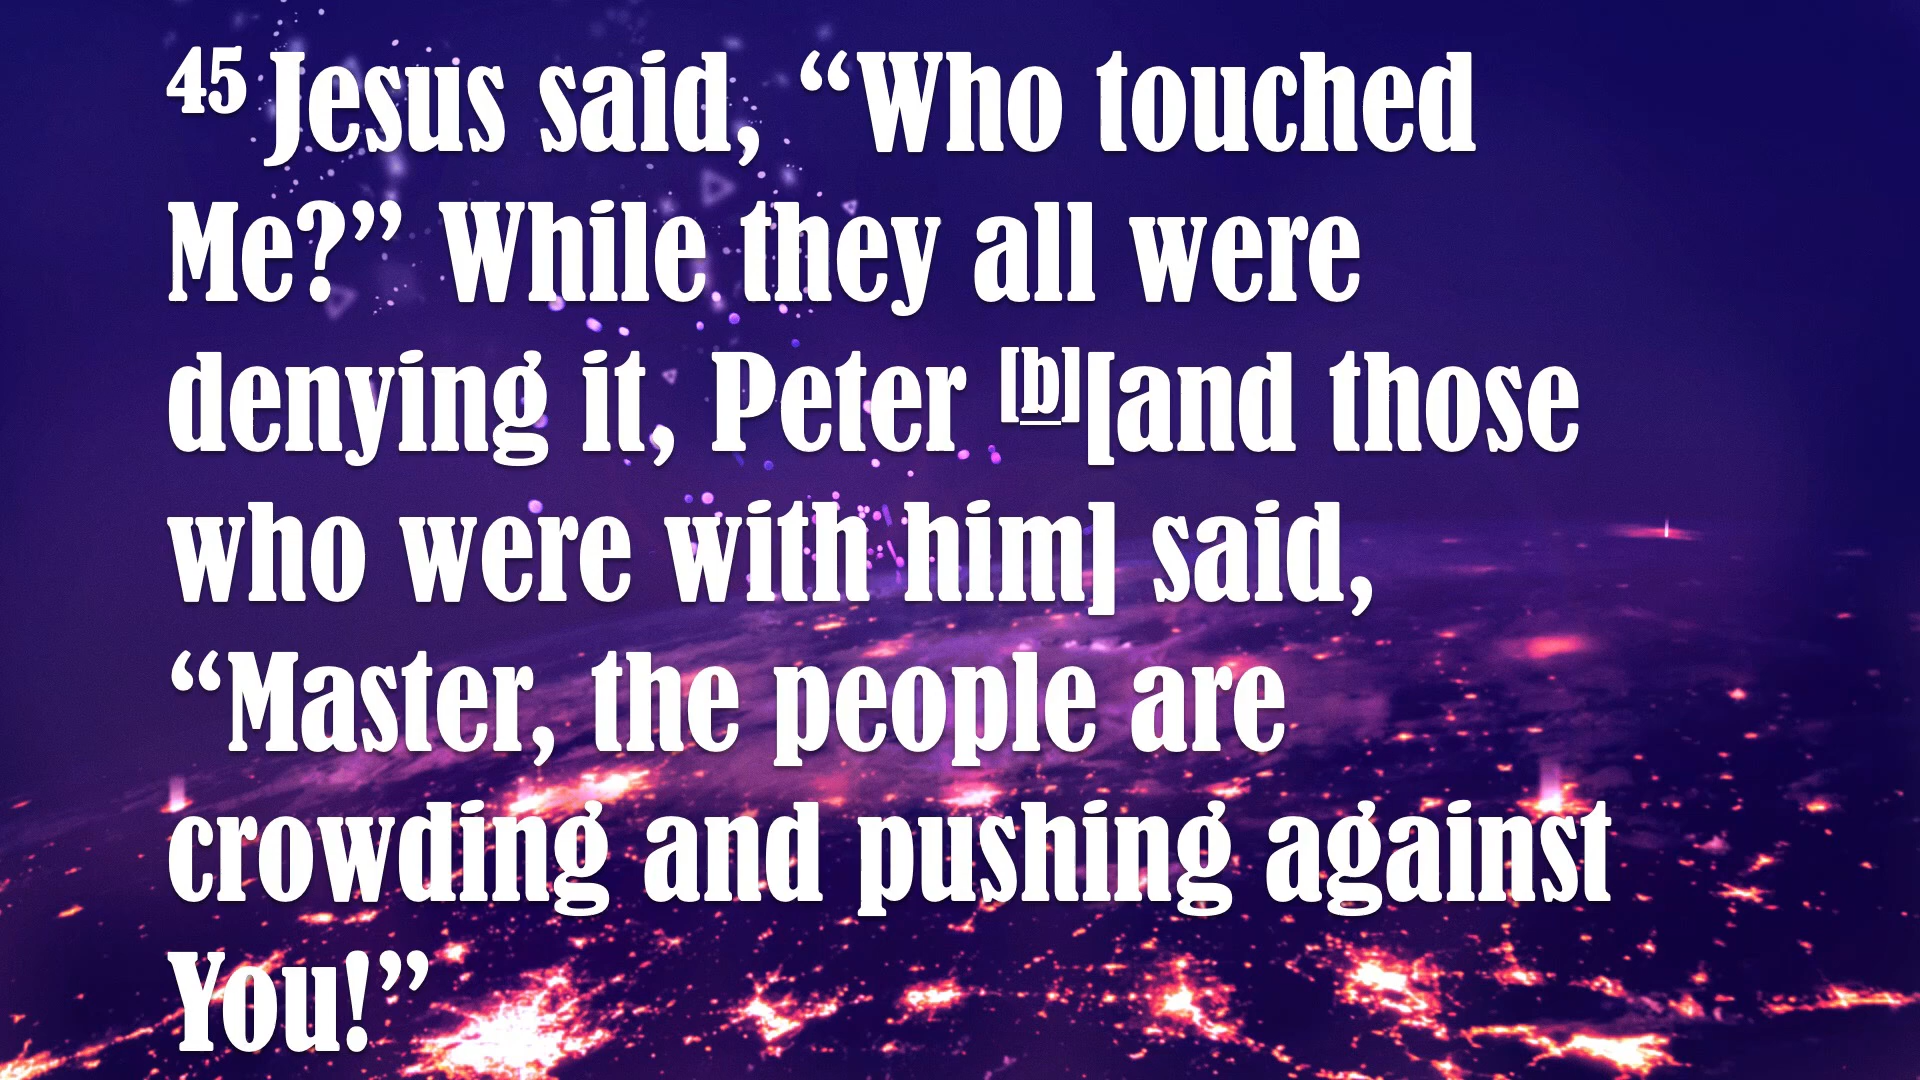 45 Jesus said, “Who touched
Me?” While they all were
denying it, Peter [b][and those
who were with him] said,
“Master, the people are
crowding and pushing against
You!”